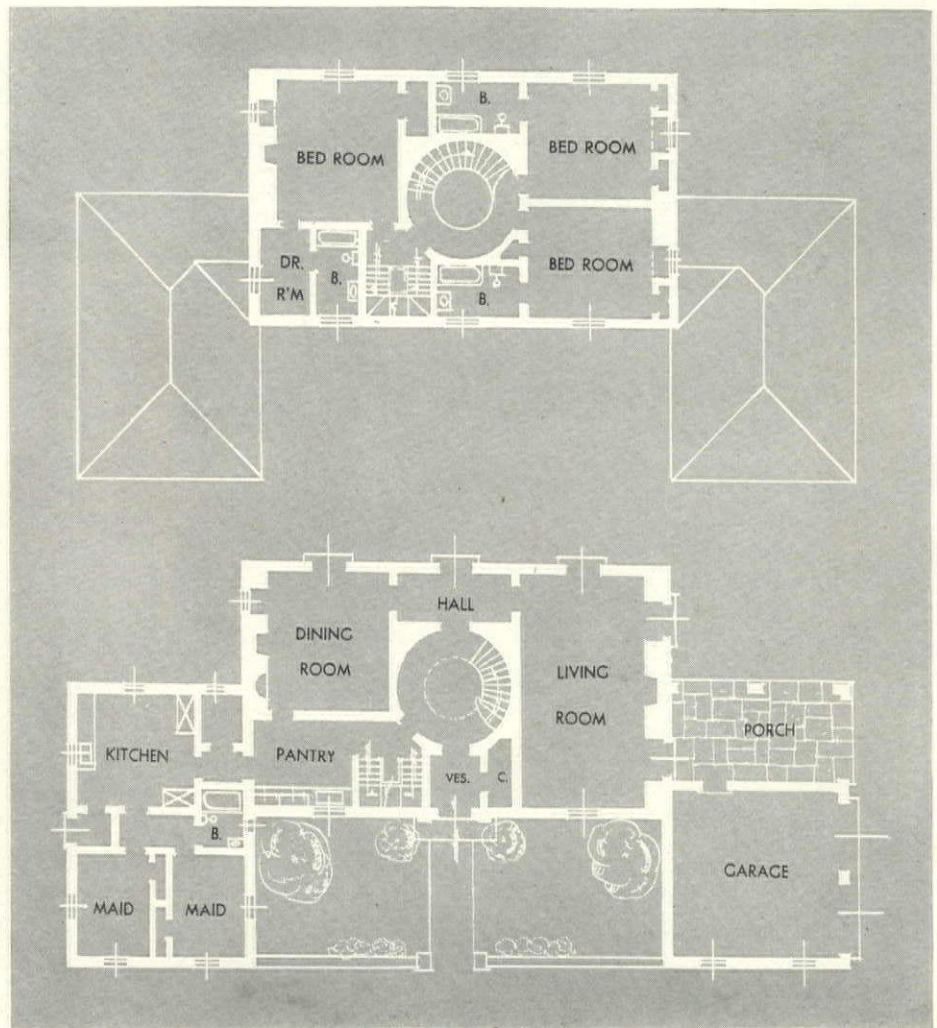 B.
BED ROOM
BED ROOM
DR.
R'M
B.
BED ROOM
B.
HALL
DINING
ROOM
LIVING
ROOM
KITCHEN
PANTRY
VES.
C.
PORCH
B.
MAID
MAID
GARAGE